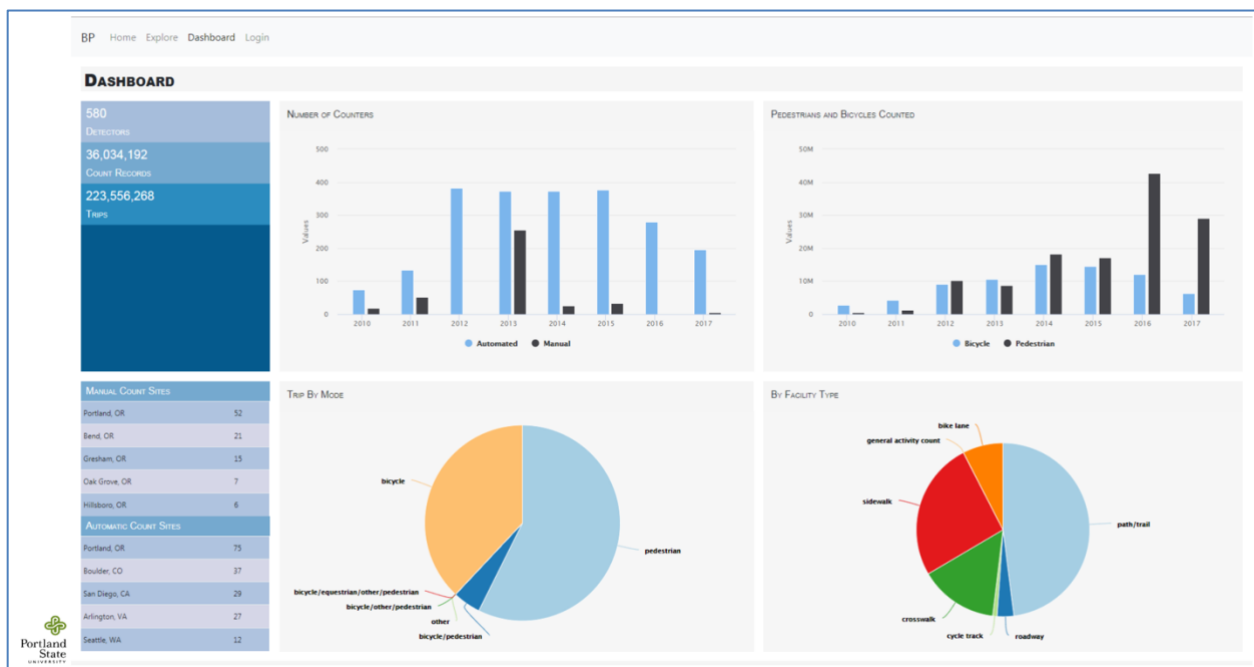 BP Home Explore Dashboard Login
DASHBOARD
580
DETECTORS
36,034,192
COUNT RECORDS
223,556,268
TRIPS
NUMBER OF COUNTERS
500
400
300
200
100
0
Values
2010 2011 2012 2013 2014 2015 2016 2017
Automated Manual
PEDESTRIANS AND BICYCLES COUNTED
50M
40M
30M
20M
10M
0
Values
2010 2011 2012 2013 2014 2015 2016 2017
Bicycle Pedestrian
MANUAL COUNT SITES
Portland, OR 52
Bend, OR 21
Gresham, OR 15
Oak Grove, OR 7
Hillsboro, OR 6
AUTOMATIC COUNT SITES
Portland, OR 75
Boulder, CO 37
San Diego, CA 29
Arlington, VA 27
Seattle, WA 12
TRIP BY MODE
bicycle
pedestrian
bicycle/equestrian/other/pedestrian
bicycle/other/pedestrian
other
bicycle/pedestrian
BY FACILITY TYPE
bike lane
general activity count
sidewalk
path/trail
crosswalk
cycle track
roadway
Portland
State
UNIVERSITY